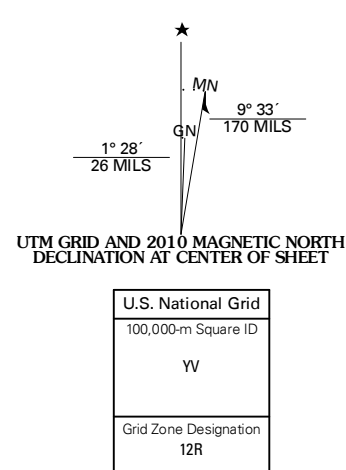 ★
MN
GN
9° 33´
170 MILS
1° 28´
26 MILS
UTM GRID AND 2010 MAGNETIC NORTH
DECLINATION AT CENTER OF SHEET
U.S. National Grid
100,000-m Square ID
YV
Grid Zone Designation
12R